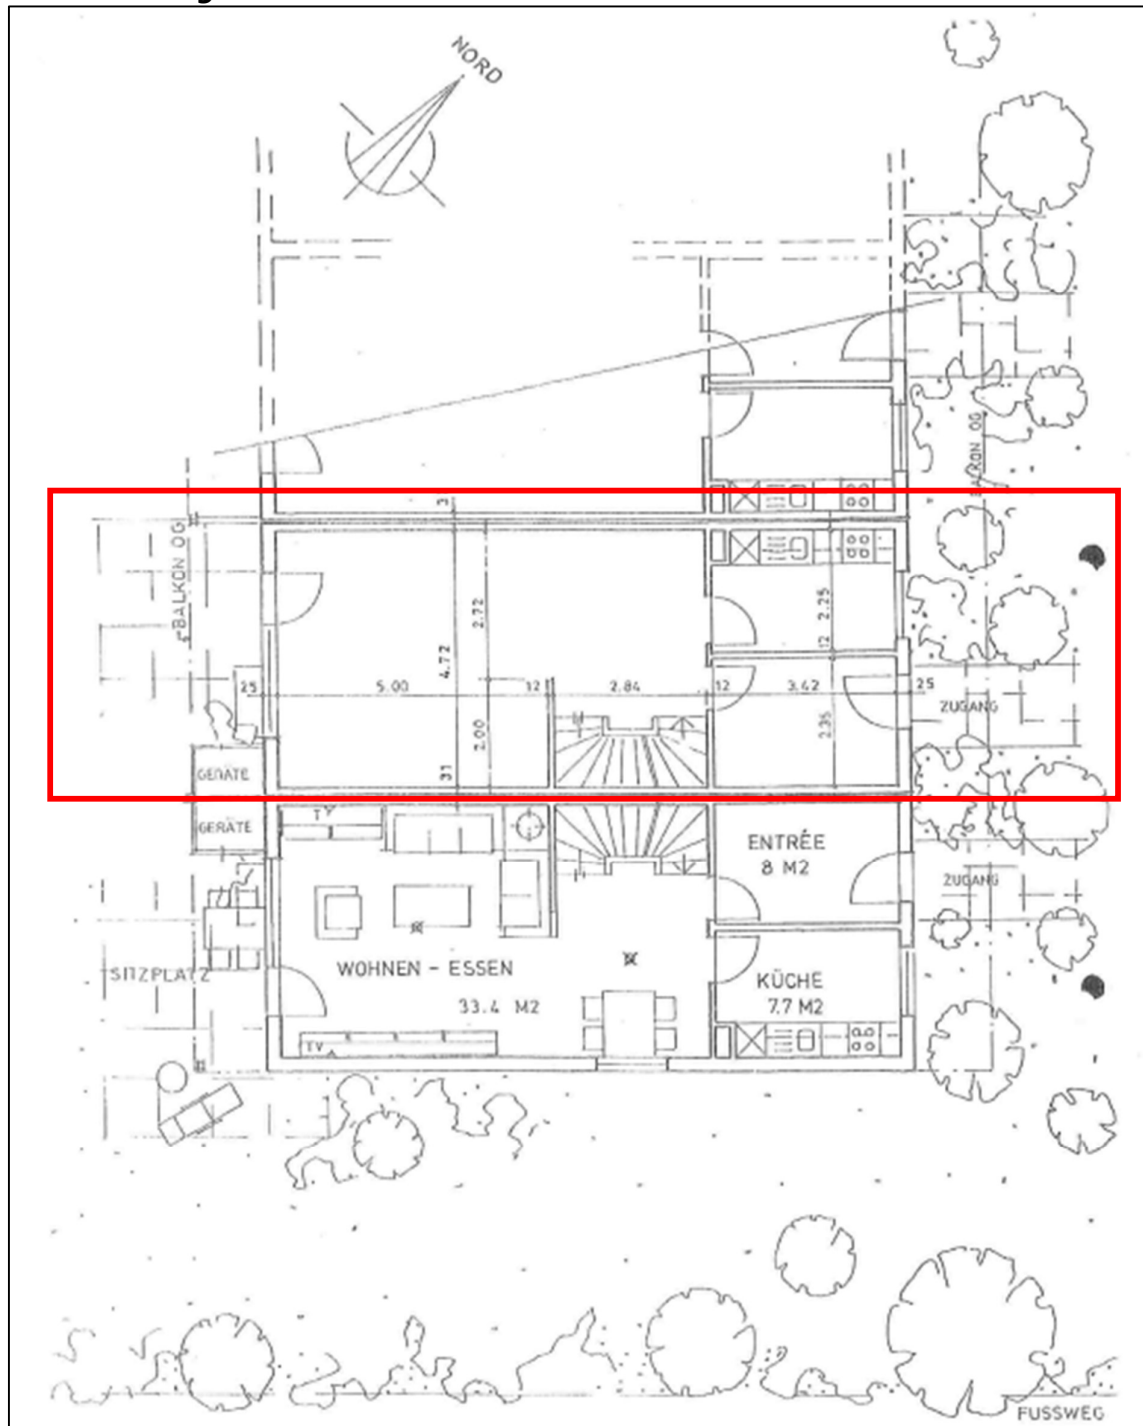 NORD
BALKON OG
3
BALKON OG
2.72
4.72
12 2.25
25
5.00
12
2.84
12
3.42
25
ZUGANG
2.00
2.35
31
GERÄTE
GERÄTE
TV
ENTRÉE
8 M2
ZUGANG
SITZPLATZ
WOHNEN - ESSEN
33.4 M2
KÜCHE
7.7 M2
TV
FUSSWEG